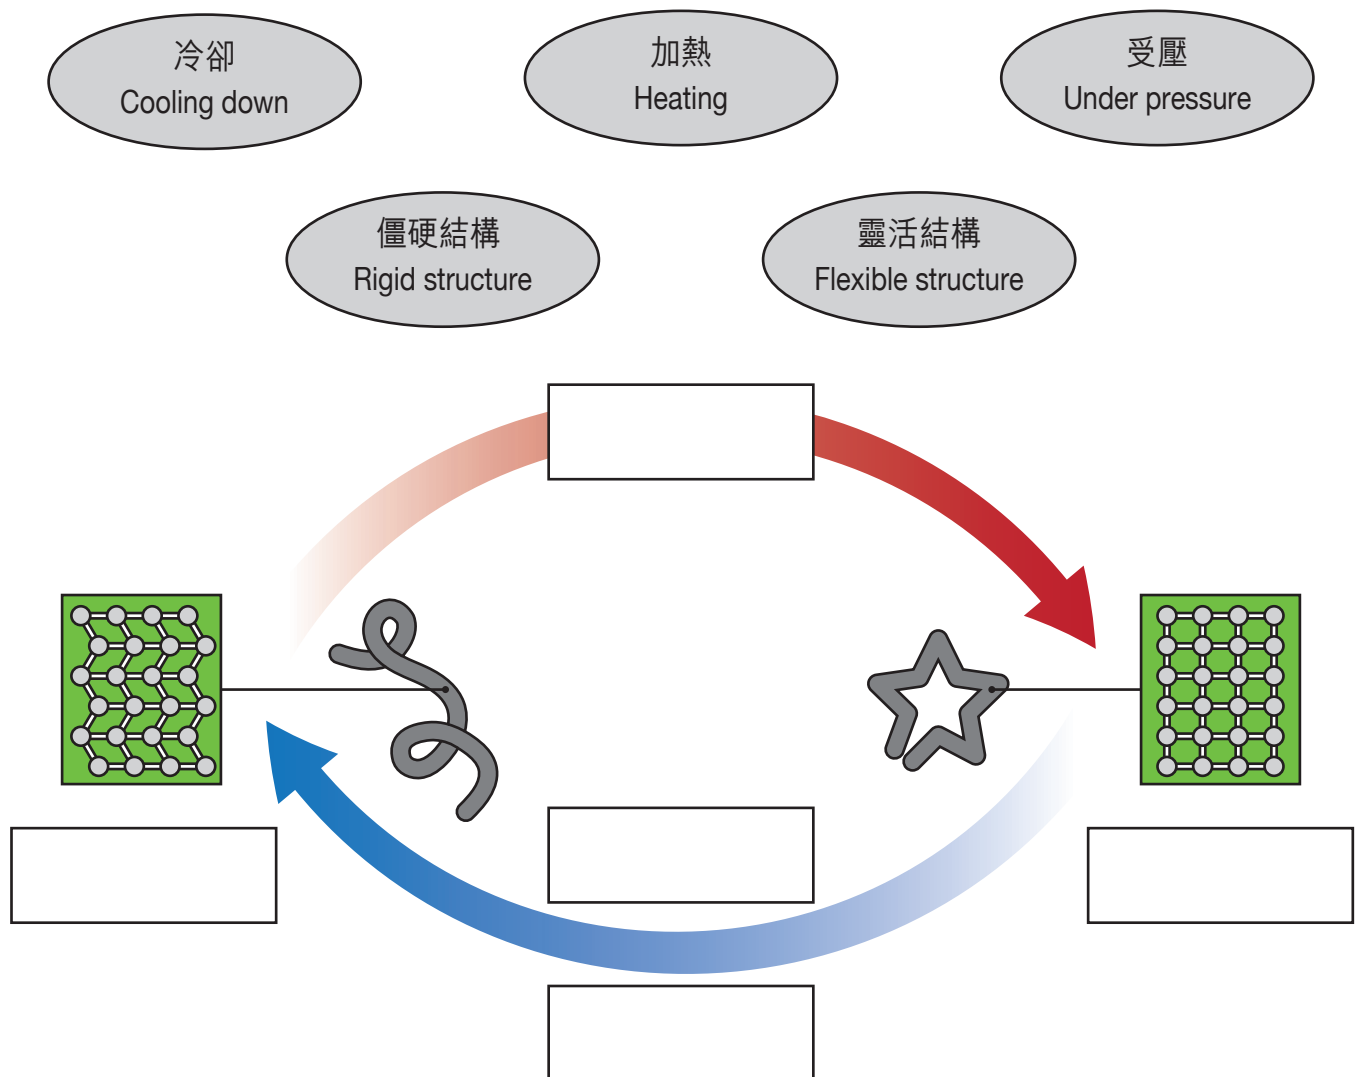 冷卻
Cooling down
加熱
Heating
受壓
Under pressure
僵硬結構
Rigid structure
靈活結構
Flexible structure